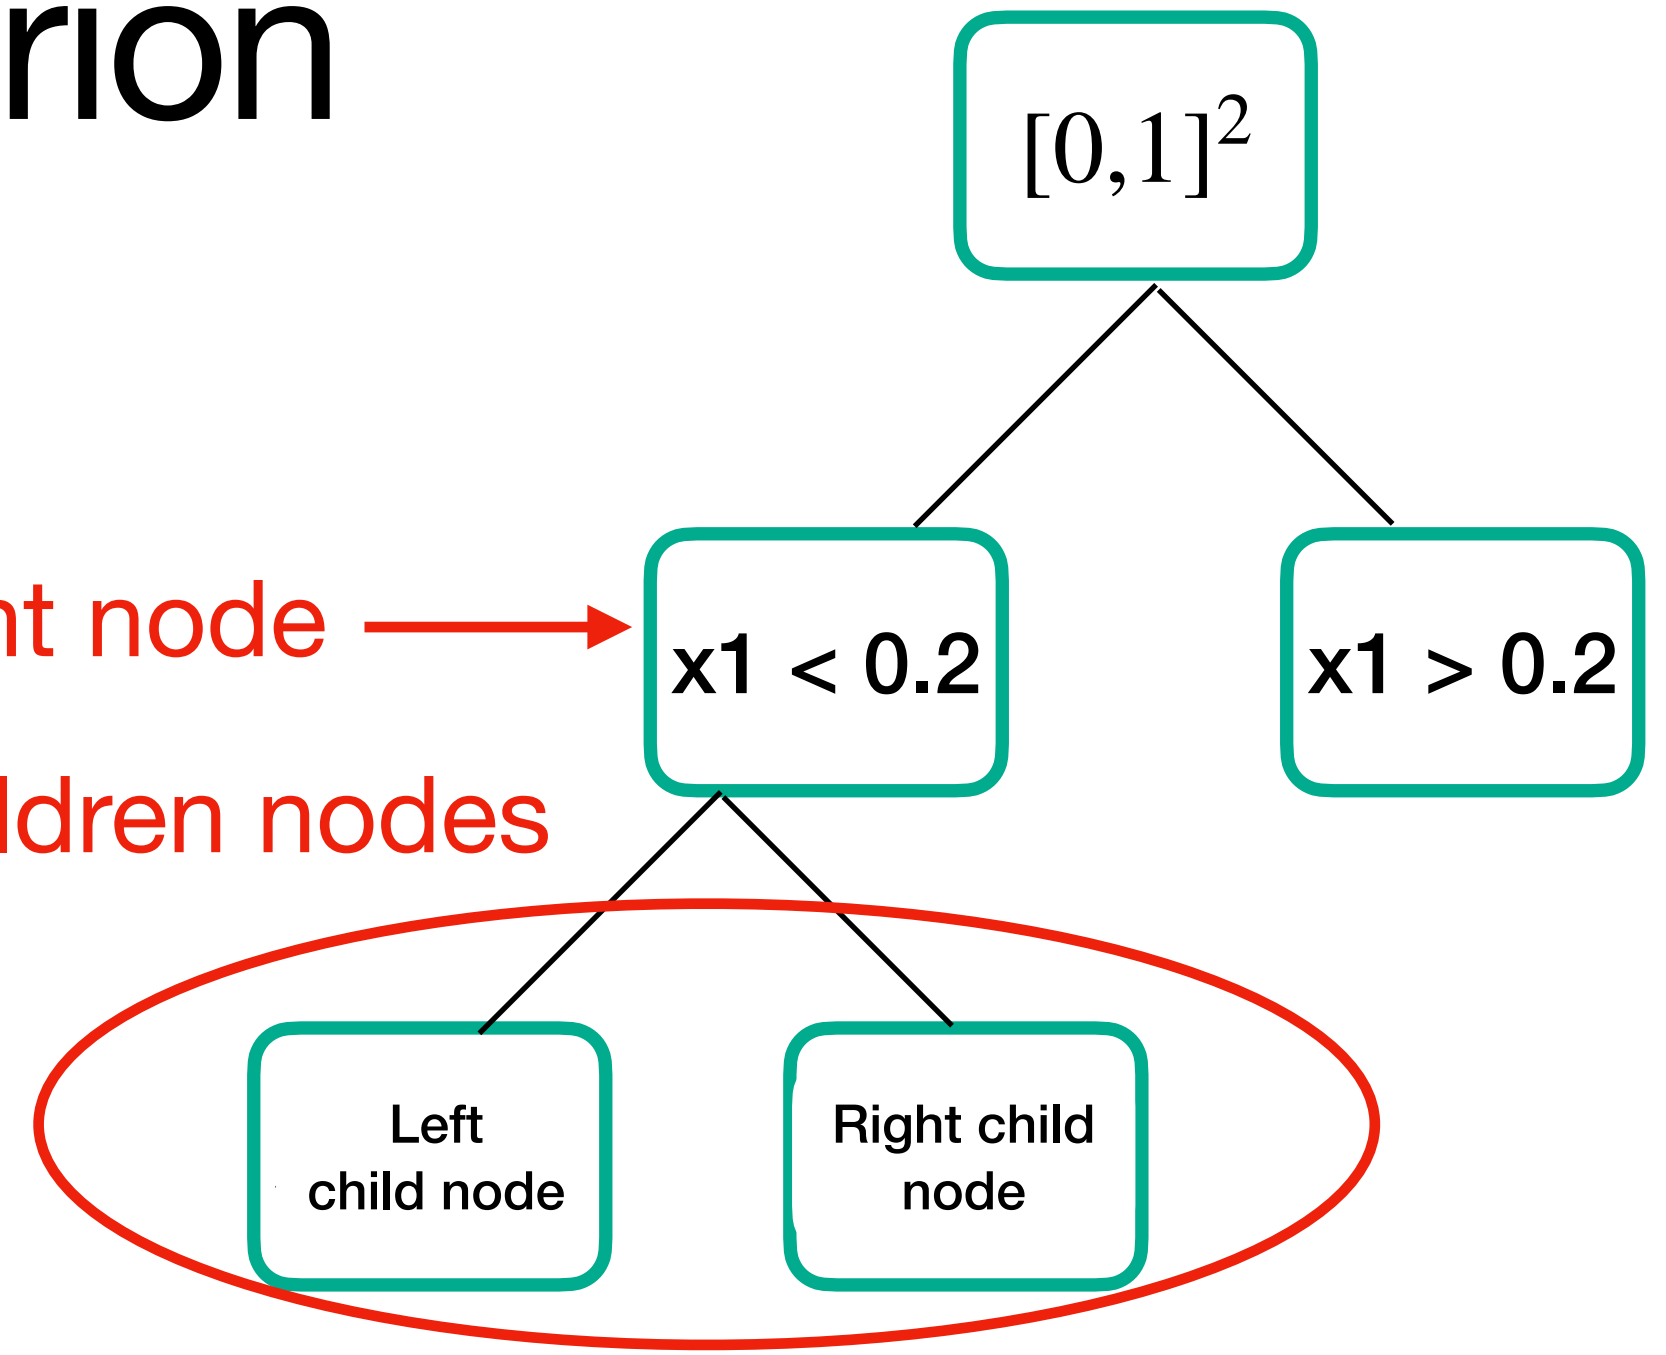 rion
[0,1]²
nt node
x1 < 0.2
x1 > 0.2
ldren nodes
Left
child node
Right child
node